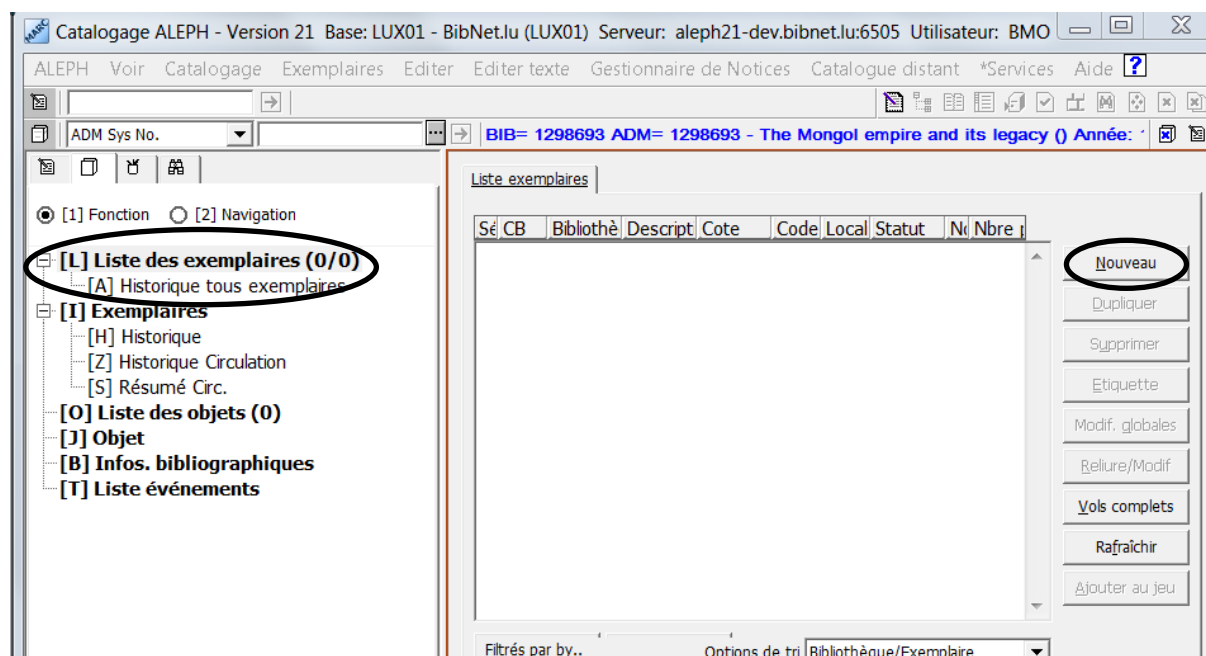 Catalogage ALEPH - Version 21 Base: LUX01 - BibNet.lu (LUX01) Serveur: aleph21-dev.bibnet.lu:6505 Utilisateur: BMO
ALEPH Voir Catalogage Exemplaires Editer Editer texte Gestionnaire de Notices Catalogue distant *Services Aide ?
ADM Sys No. BIB= 1298693 ADM= 1298693 - The Mongol empire and its legacy () Année:
[1] Fonction [2] Navigation
[L] Liste des exemplaires (0/0)
[A] Historique tous exemplaires
[I] Exemplaires
[H] Historique
[Z] Historique Circulation
[S] Résumé Circ.
[O] Liste des objets (0)
[J] Objet
[B] Infos. bibliographiques
[T] Liste événements
Liste exemplaires
Sé CB Bibliothè Descript Cote Code Local Statut Nbre
Nouveau
Dupliquer
Supprimer
Etiquette
Modif. globales
Reliure/Modif
Vols complets
Rafraîchir
Ajouter au jeu
Filtrés par by.. Options de tri Bibliothèque/Exemplaire